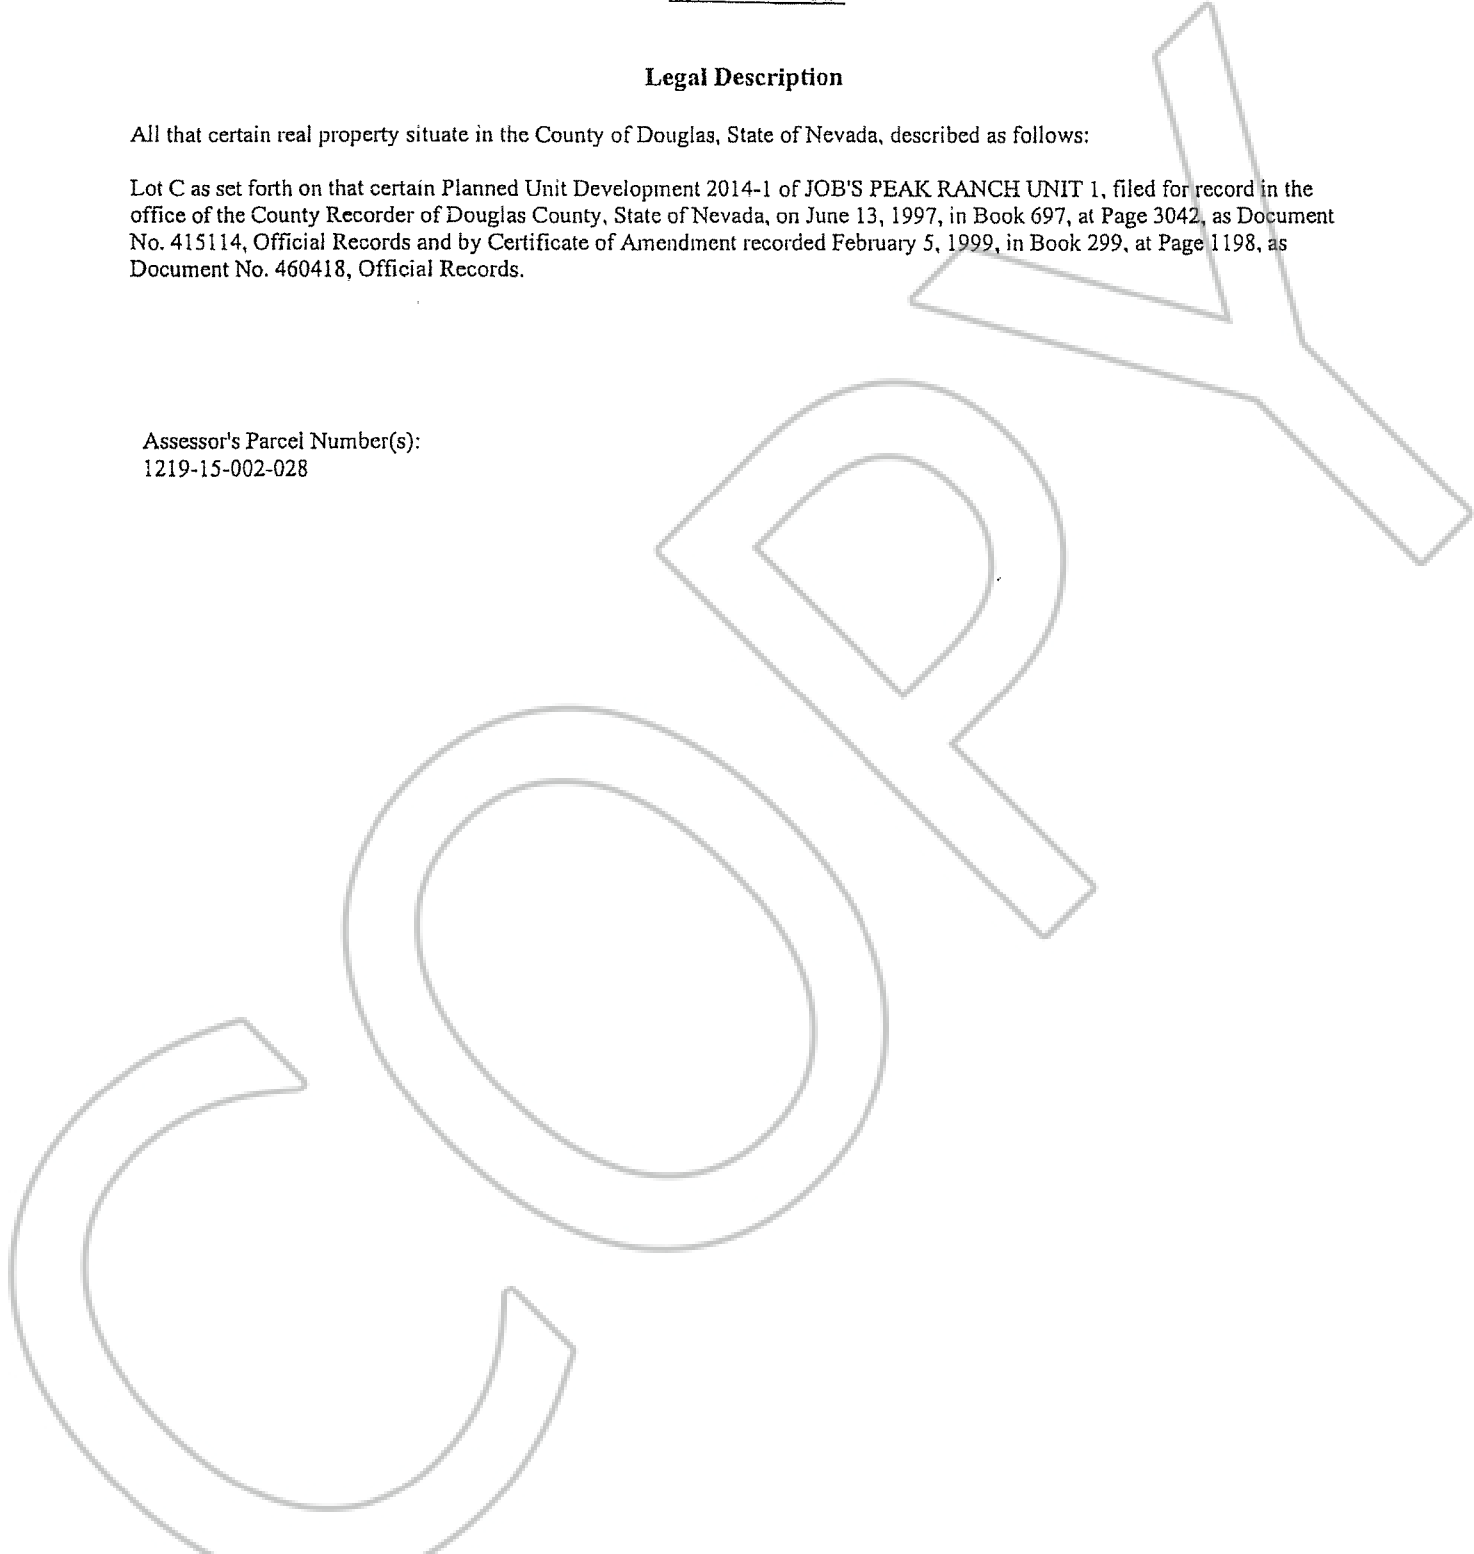 Legal Description
All that certain real property situate in the County of Douglas, State of Nevada, described as follows:
Lot C as set forth on that certain Planned Unit Development 2014-1 of JOB'S PEAK RANCH UNIT 1, filed for record in the
office of the County Recorder of Douglas County, State of Nevada, on June 13, 1997, in Book 697, at Page 3042, as Document
No. 415114, Official Records and by Certificate of Amendment recorded February 5, 1999, in Book 299, at Page 1198, as
Document No. 460418, Official Records.
Assessor's Parcel Number(s):
1219-15-002-028
COPY